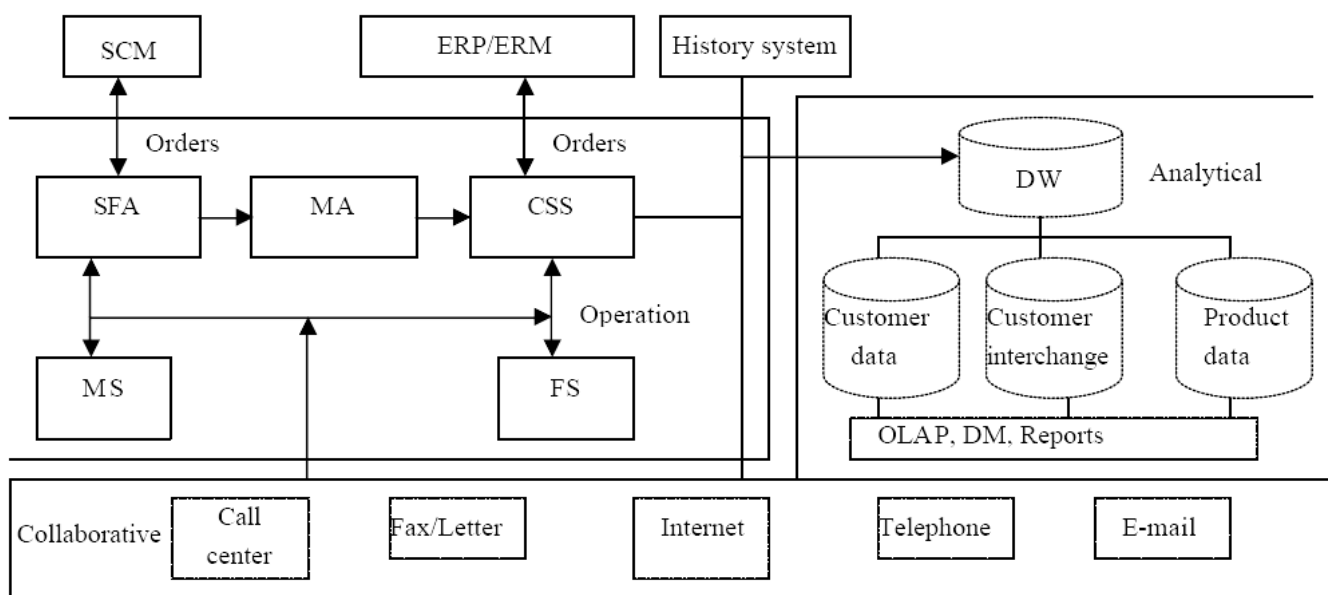 SCM
ERP/ERM
History system
Orders
Orders
DW
Analytical
SFA
MA
CSS
Operation
Customer
data
Customer
interchange
Product
data
MS
FS
OLAP, DM, Reports
Collaborative
Call
center
Fax/Letter
Internet
Telephone
E-mail